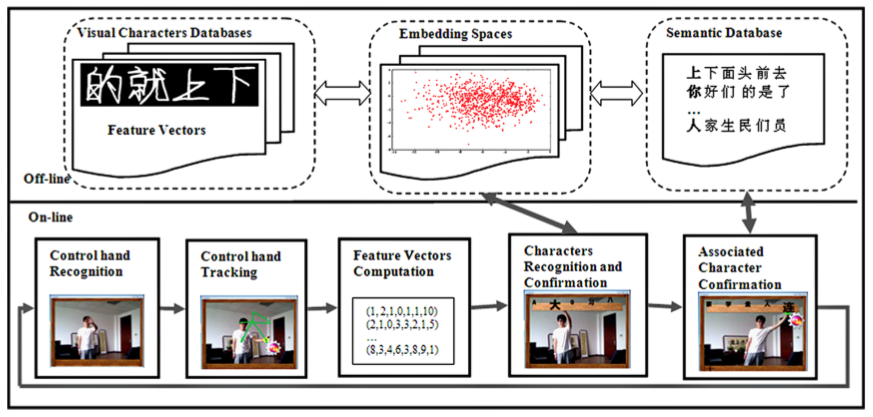 Visual Characters Databases
的就上下
Feature Vectors
Embedding Spaces
Semantic Database
上下面头前去
你好们的是了
...
人家生民们员
Off-line
On-line
Control hand
Recognition
Control hand
Tracking
Feature Vectors
Computation
(1, 2,1,0,1,1,10)
(2,1,0,3,3,2,1,5)
...
(8,3,4,6,3,8,9,1)
Characters
Recognition and
Confirmation
大
Associated
Character
Confirmation
连